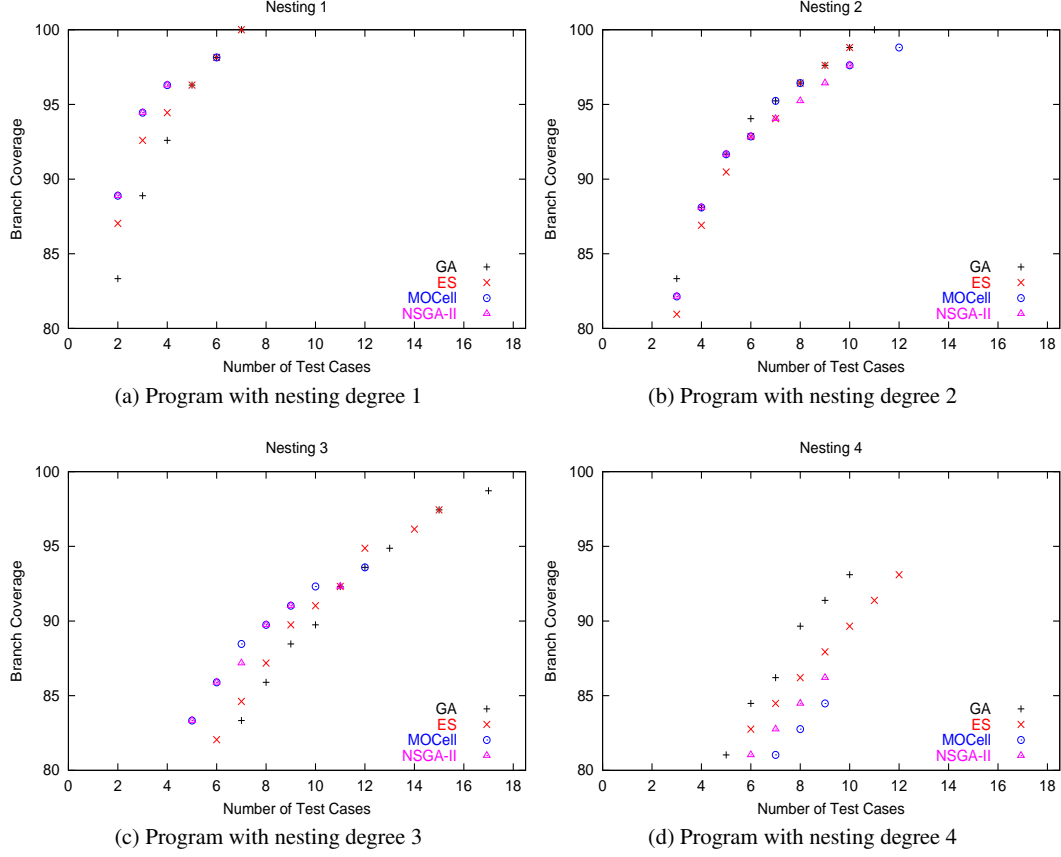 Nesting 1
100
95
90
85
80
Branch Coverage
GA
ES
MOCell
NSGA-II
0 2 4 6 8 10 12 14 16 18
Number of Test Cases
(a) Program with nesting degree 1
Nesting 2
100
95
90
85
80
Branch Coverage
GA
ES
MOCell
NSGA-II
0 2 4 6 8 10 12 14 16 18
Number of Test Cases
(b) Program with nesting degree 2
Nesting 3
100
95
90
85
80
Branch Coverage
GA
ES
MOCell
NSGA-II
0 2 4 6 8 10 12 14 16 18
Number of Test Cases
(c) Program with nesting degree 3
Nesting 4
100
95
90
85
80
Branch Coverage
GA
ES
MOCell
NSGA-II
0 2 4 6 8 10 12 14 16 18
Number of Test Cases
(d) Program with nesting degree 4